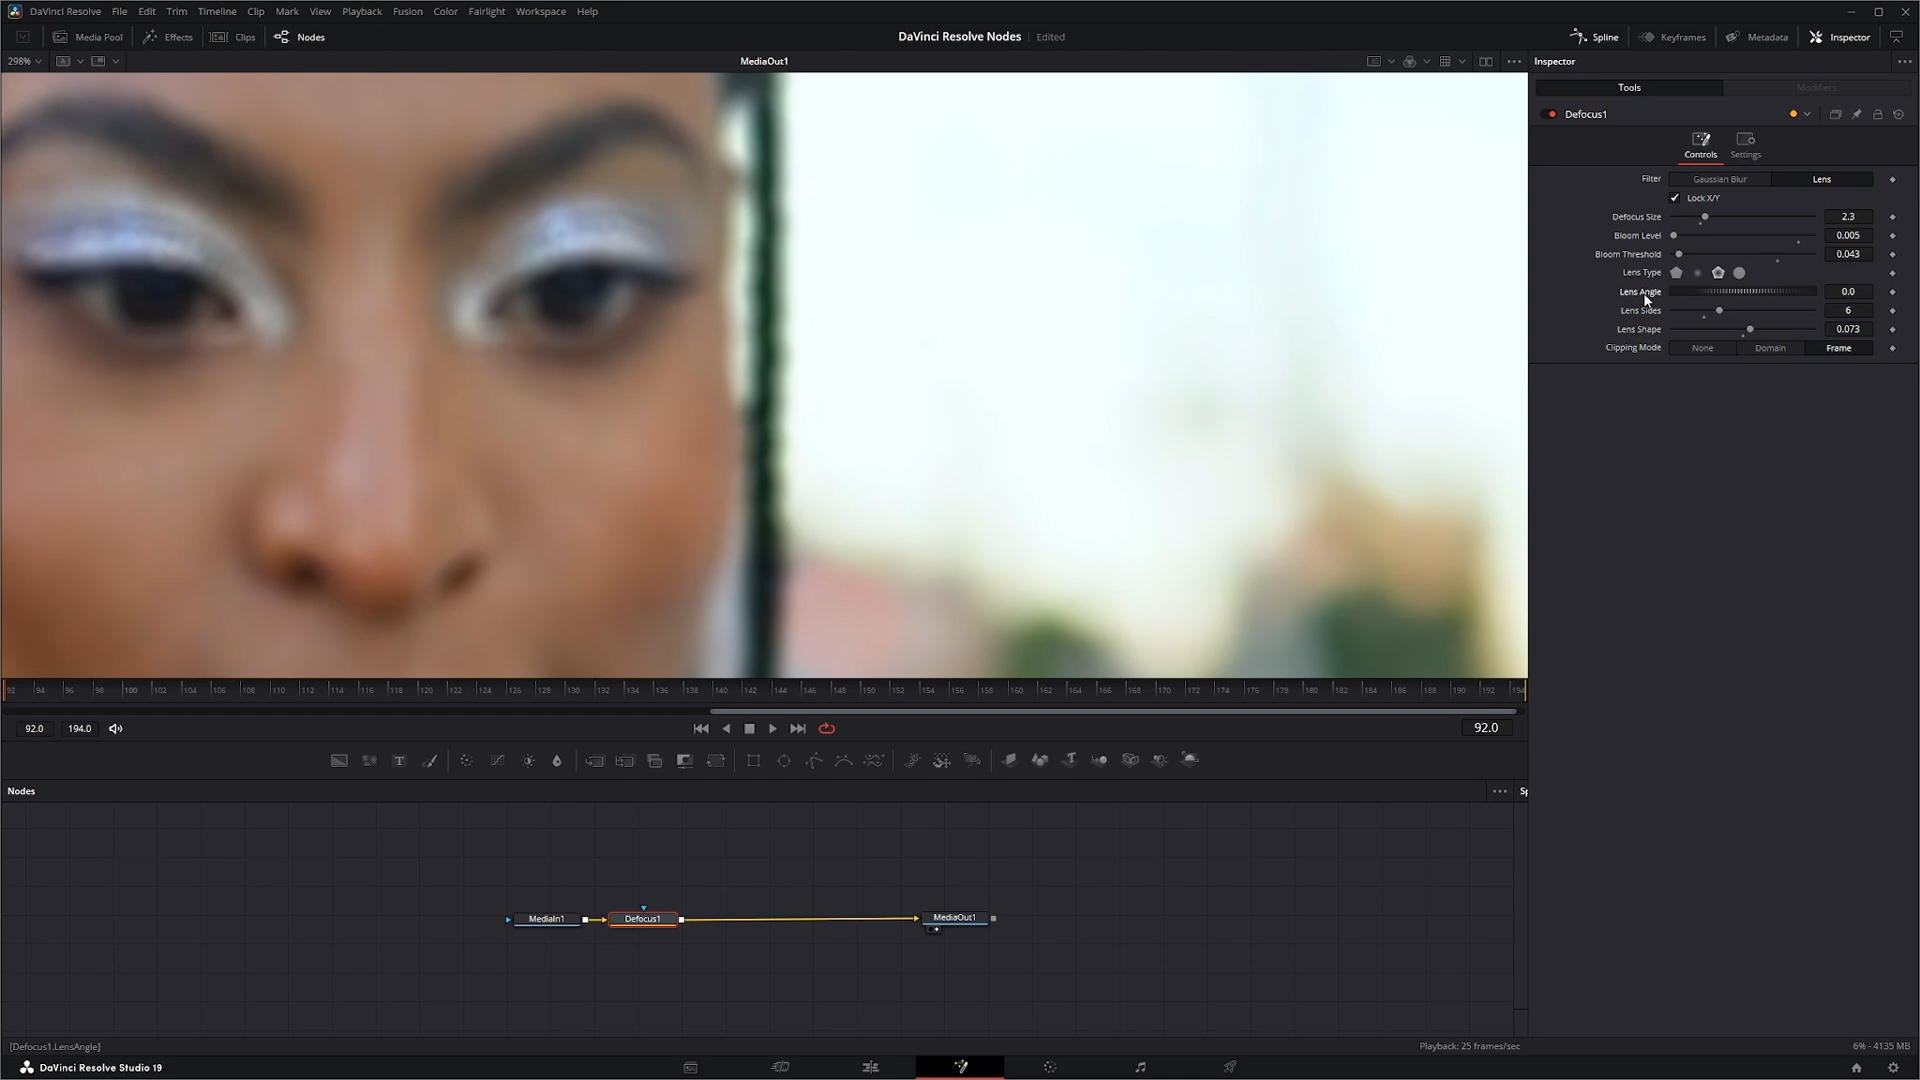 DaVinci Resolve File Edit Trim Timeline Clip Mark View Playback Fusion Color Fairlight Workspace Help
Media Pool Effects Clips Nodes DaVinci Resolve Nodes Edited Spline Keyframes Metadata Inspector
298% A MediaOut1 Inspector
Tools Modifiers
Defocus1
Controls Settings
Filter Gaussian Blur Lens
Lock X/Y
Defocus Size 2.3
Bloom Level 0.005
Bloom Threshold 0.043
Lens Type
Lens Angle 0.0
Lens Sides 6
Lens Shape 0.073
Clipping Mode None Domain Frame
92 94 96 98 100 102 104 106 108 110 112 114 116 118 120 122 124 126 128 130 132 134 136 138 140 142 144 146 148 150 152 154 156 158 160 162 164 166 168 170 172 174 176 178 180 182 184 186 188 190 192 194
92.0 194.0 92.0
T T
Nodes Sp
MediaIn1 Defocus1 MediaOut1
[Defocus1.LensAngle] Playback: 25 frames/sec 6% - 4135 MB
DaVinci Resolve Studio 19